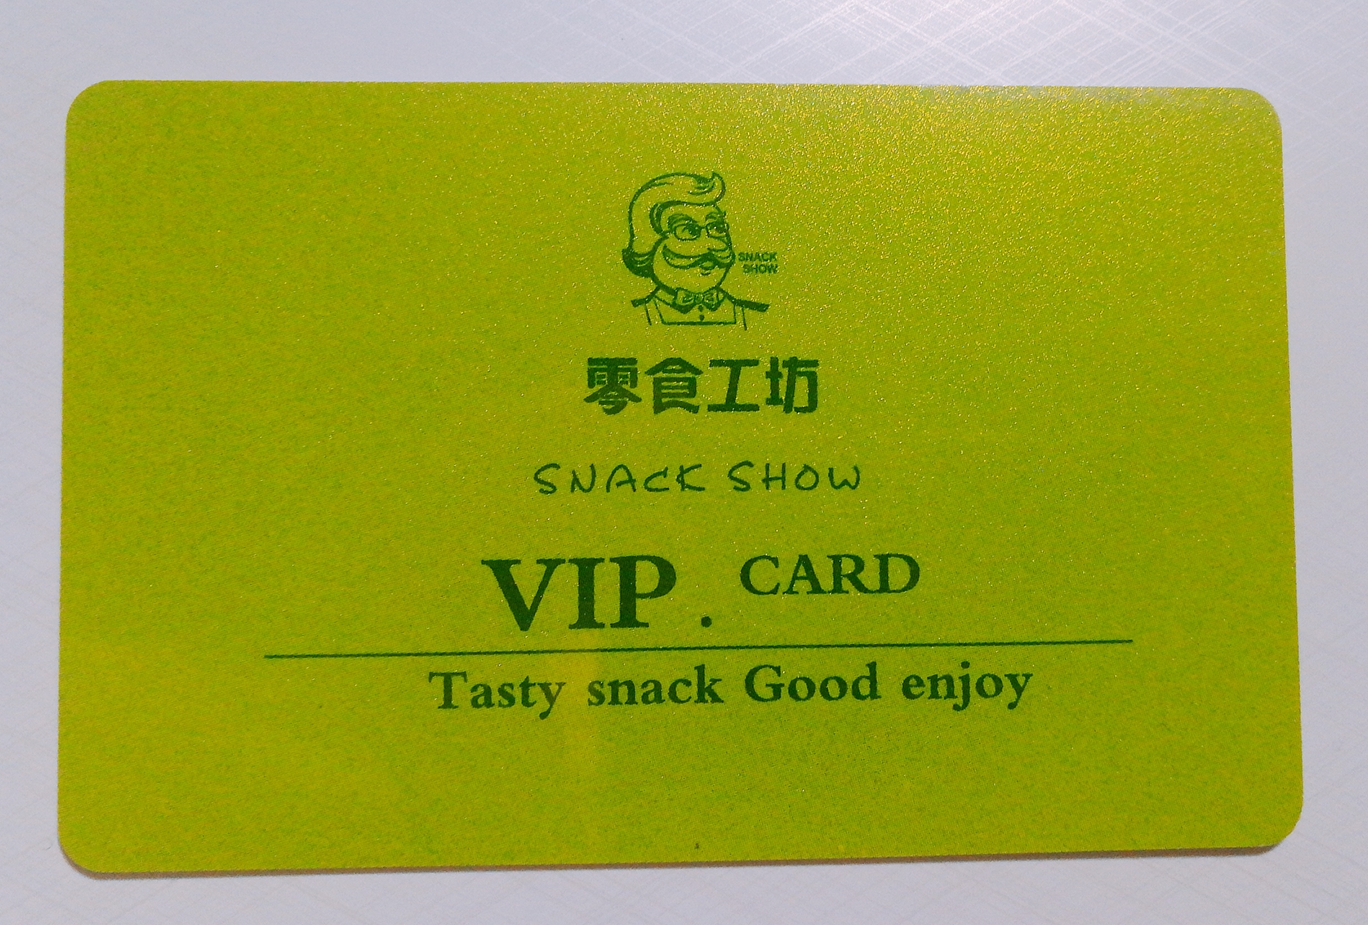 SNACK
SHOW
零食工坊
SNACK SHOW
VIP. CARD
Tasty snack Good enjoy